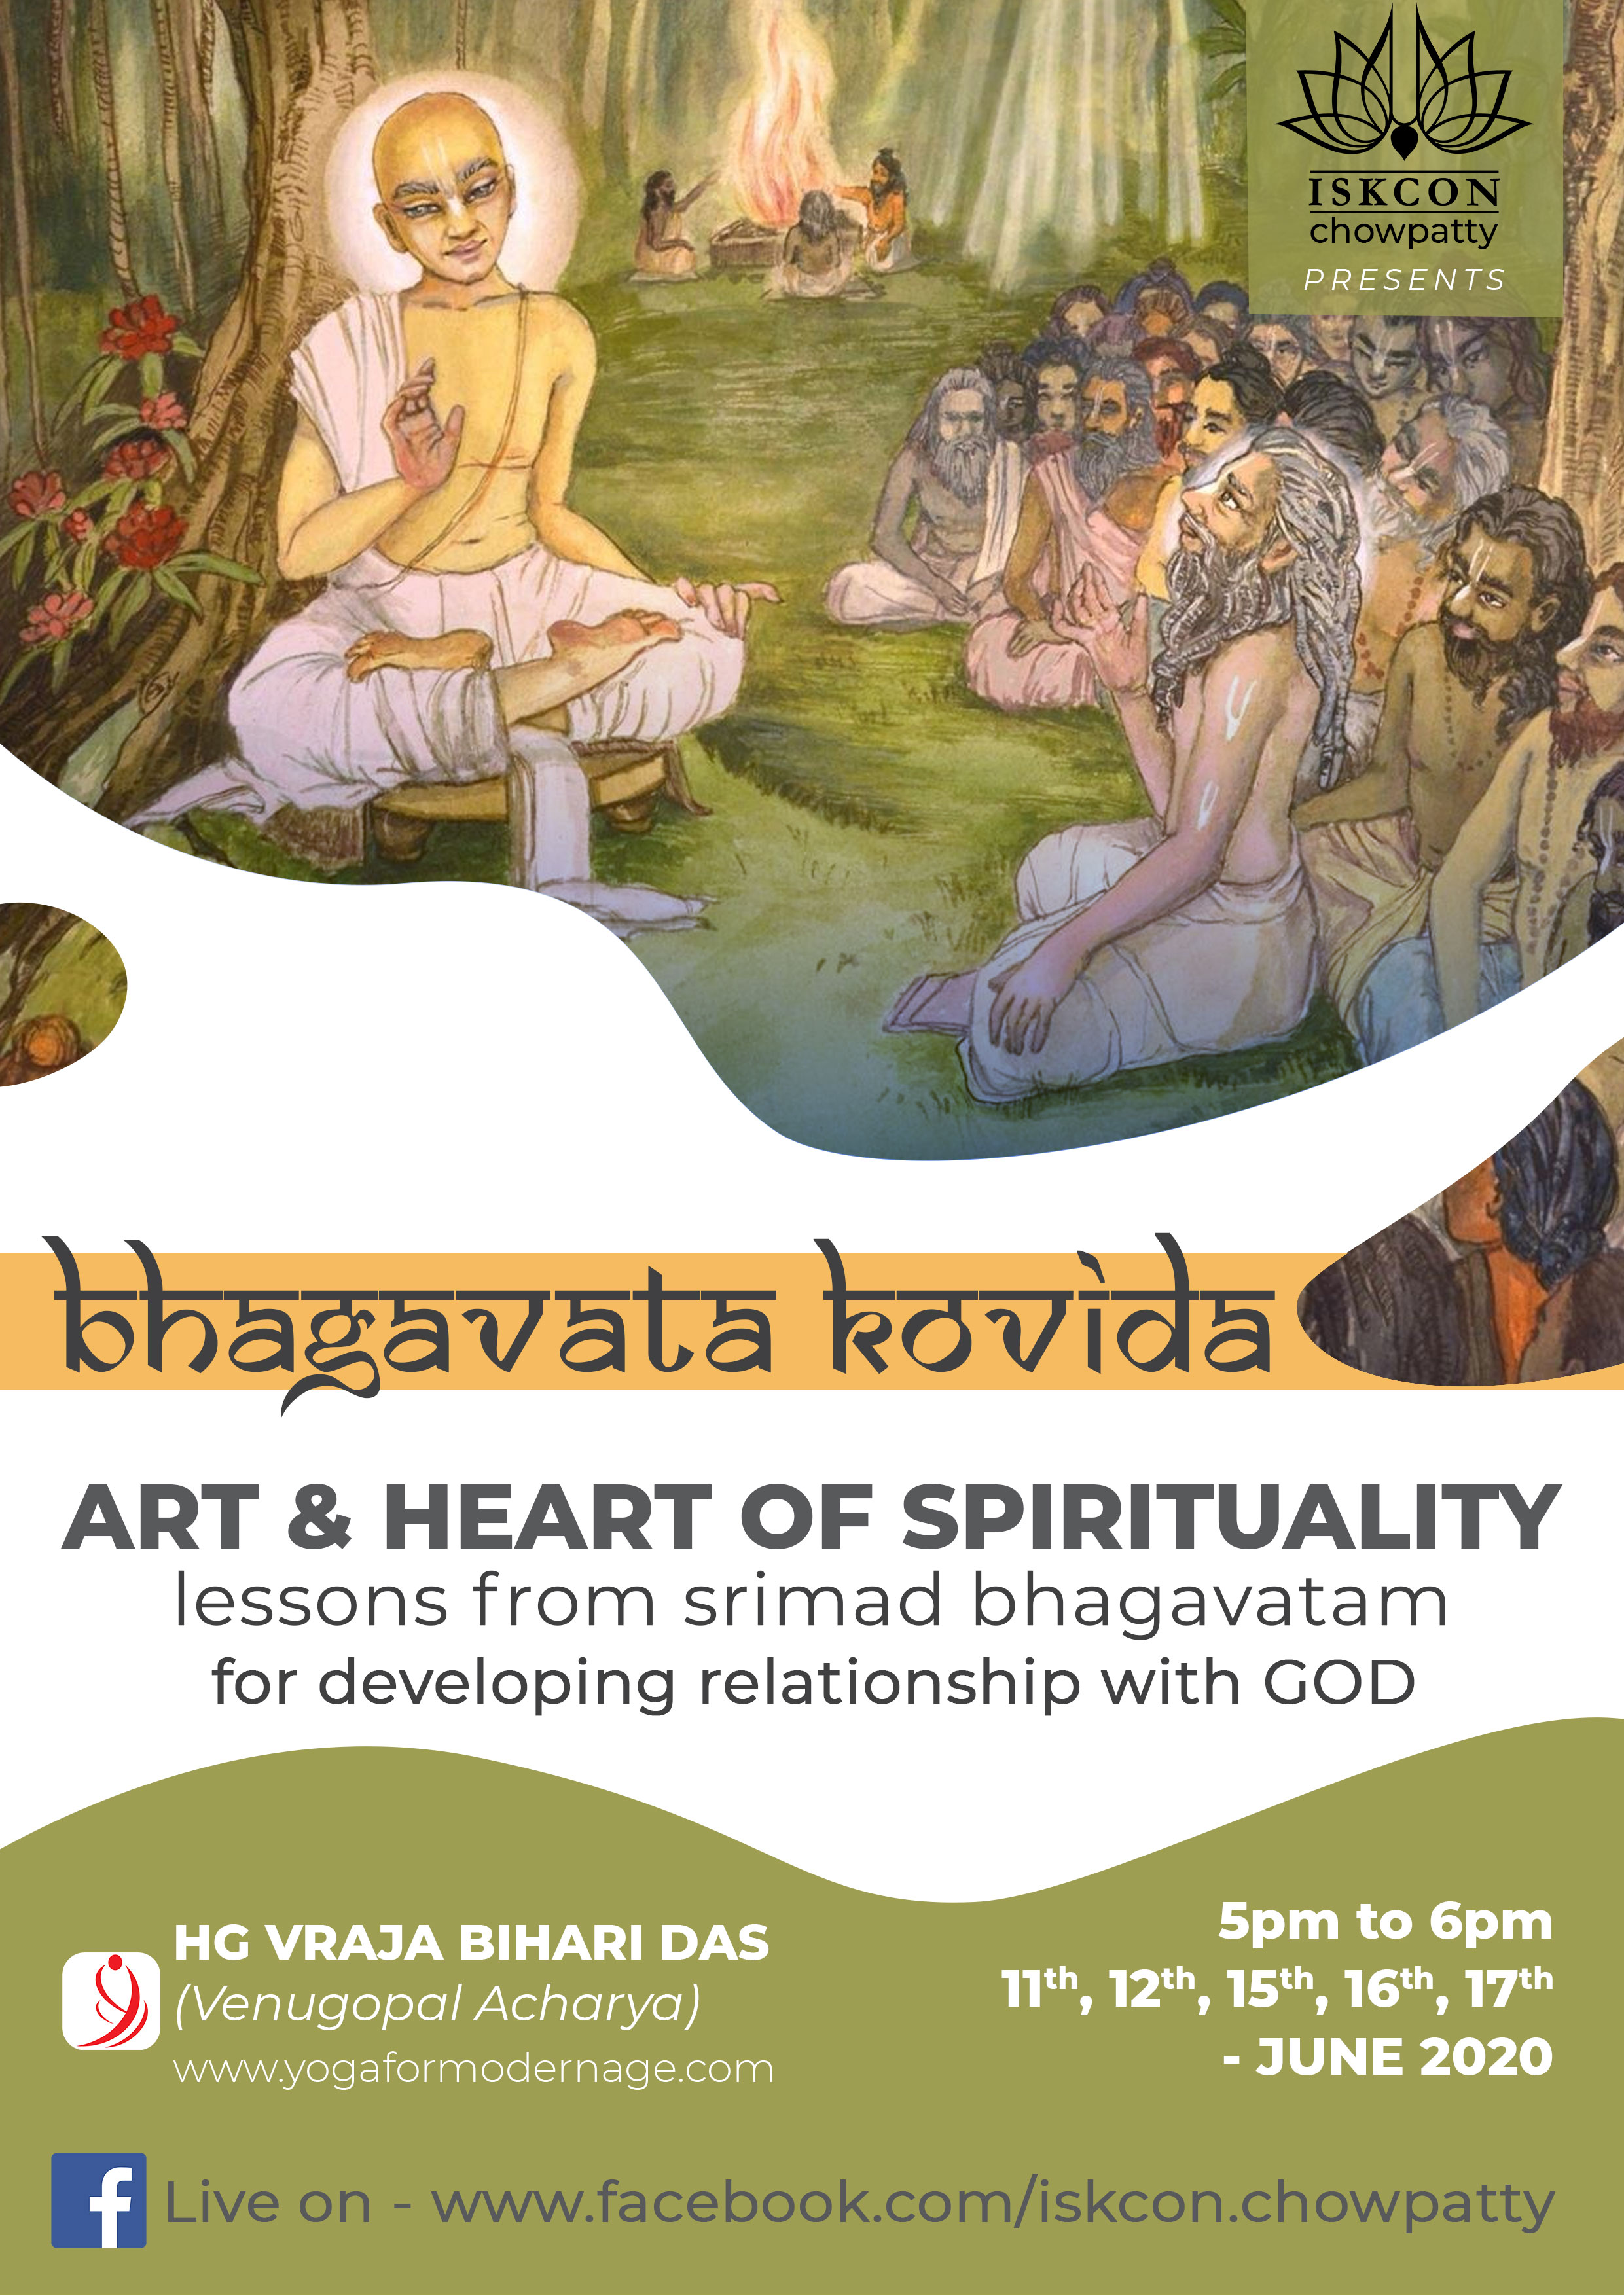 ISKCON
chowpatty
PRESENTS
bhagavata kovida
ART & HEART OF SPIRITUALITY
lessons from srimad bhagavatam
for developing relationship with GOD
HG VRAJA BIHARI DAS
(Venugopal Acharya)
www.yogaformodernage.com
5pm to 6pm
11th, 12th, 15th, 16th, 17th
- JUNE 2020
Live on - www.facebook.com/iskcon.chowpatty